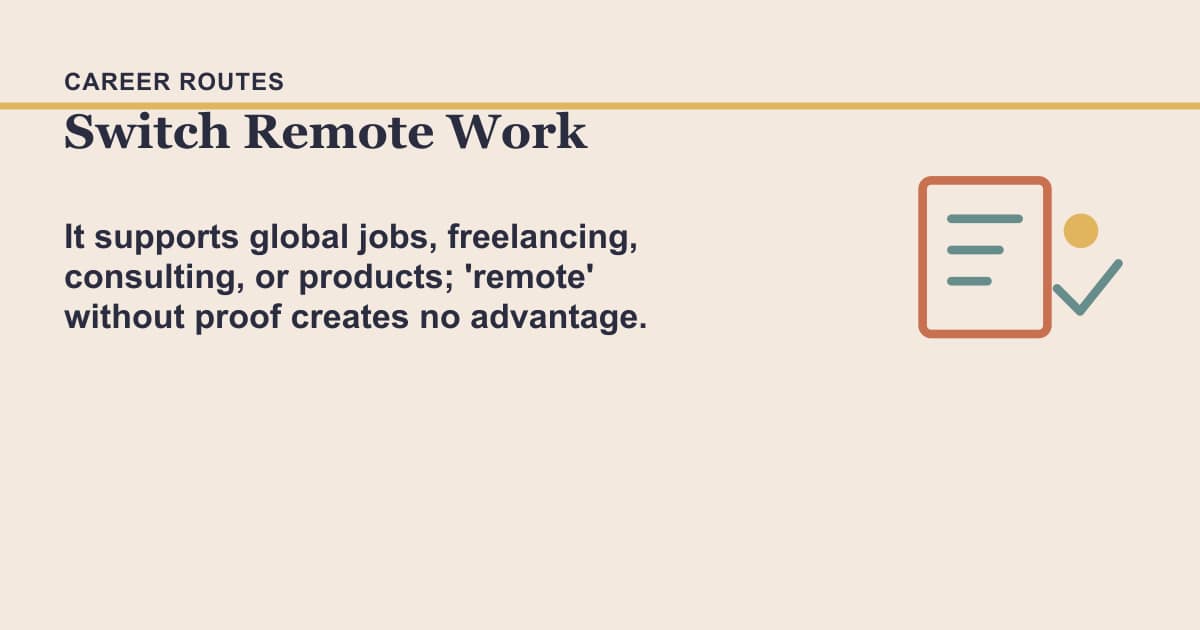 CAREER ROUTES
Switch Remote Work
It supports global jobs, freelancing,
consulting, or products; 'remote'
without proof creates no advantage.